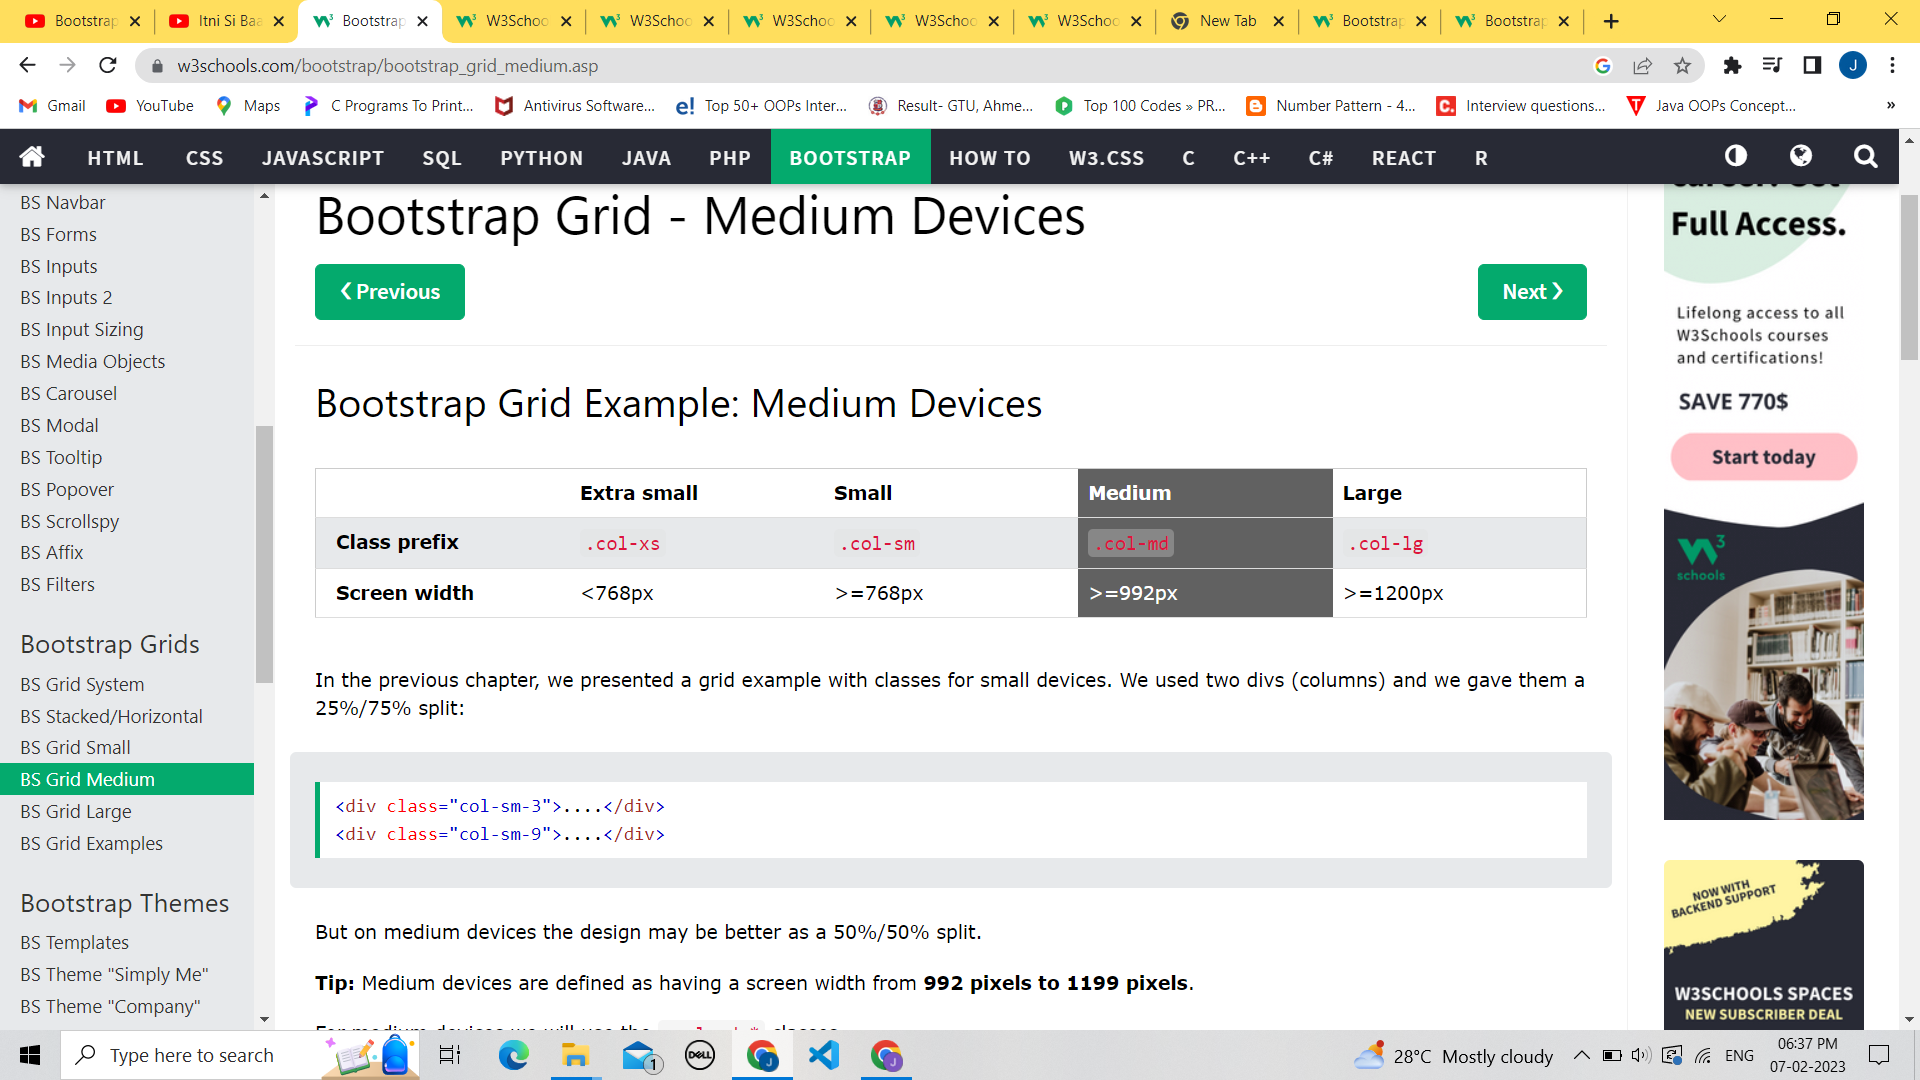 Bootstrap
Itni Si Baa
Bootstrap
W3Schoo
W3Schoo
W3Schoo
W3Schoo
W3Schoo
New Tab
Bootstrap
Bootstrap
w3schools.com/bootstrap/bootstrap_grid_medium.asp
J
Gmail
YouTube
Maps
C Programs To Print...
Antivirus Software...
Top 50+ OOPs Inter...
Result- GTU, Ahme...
Top 100 Codes » PR...
Number Pattern - 4...
Interview questions...
Java OOPs Concept...
»
HTML CSS JAVASCRIPT SQL PYTHON JAVA PHP BOOTSTRAP HOW TO W3.CSS C C++ C# REACT R
BS Navbar
BS Forms
BS Inputs
BS Inputs 2
BS Input Sizing
BS Media Objects
BS Carousel
BS Modal
BS Tooltip
BS Popover
BS Scrollspy
BS Affix
BS Filters
Bootstrap Grids
BS Grid System
BS Stacked/Horizontal
BS Grid Small
BS Grid Medium
BS Grid Large
BS Grid Examples
Bootstrap Themes
BS Templates
BS Theme "Simply Me"
BS Theme "Company"
Bootstrap Grid - Medium Devices
❮ Previous
Next ❯
Bootstrap Grid Example: Medium Devices
Extra small Small Medium Large
Class prefix .col-xs .col-sm .col-md .col-lg
Screen width <768px >=768px >=992px >=1200px
In the previous chapter, we presented a grid example with classes for small devices. We used two divs (columns) and we gave them a
25%/75% split:
<div class="col-sm-3">....</div>
<div class="col-sm-9">....</div>
But on medium devices the design may be better as a 50%/50% split.
Tip: Medium devices are defined as having a screen width from 992 pixels to 1199 pixels.
Full Access.
Lifelong access to all
W3Schools courses
and certifications!
SAVE 770$
Start today
W3
schools
NOW WITH
BACKEND SUPPORT
W3SCHOOLS SPACES
NEW SUBSCRIBER DEAL
Type here to search
1
DELL
J
J
28°C Mostly cloudy
ENG
06:37 PM
07-02-2023